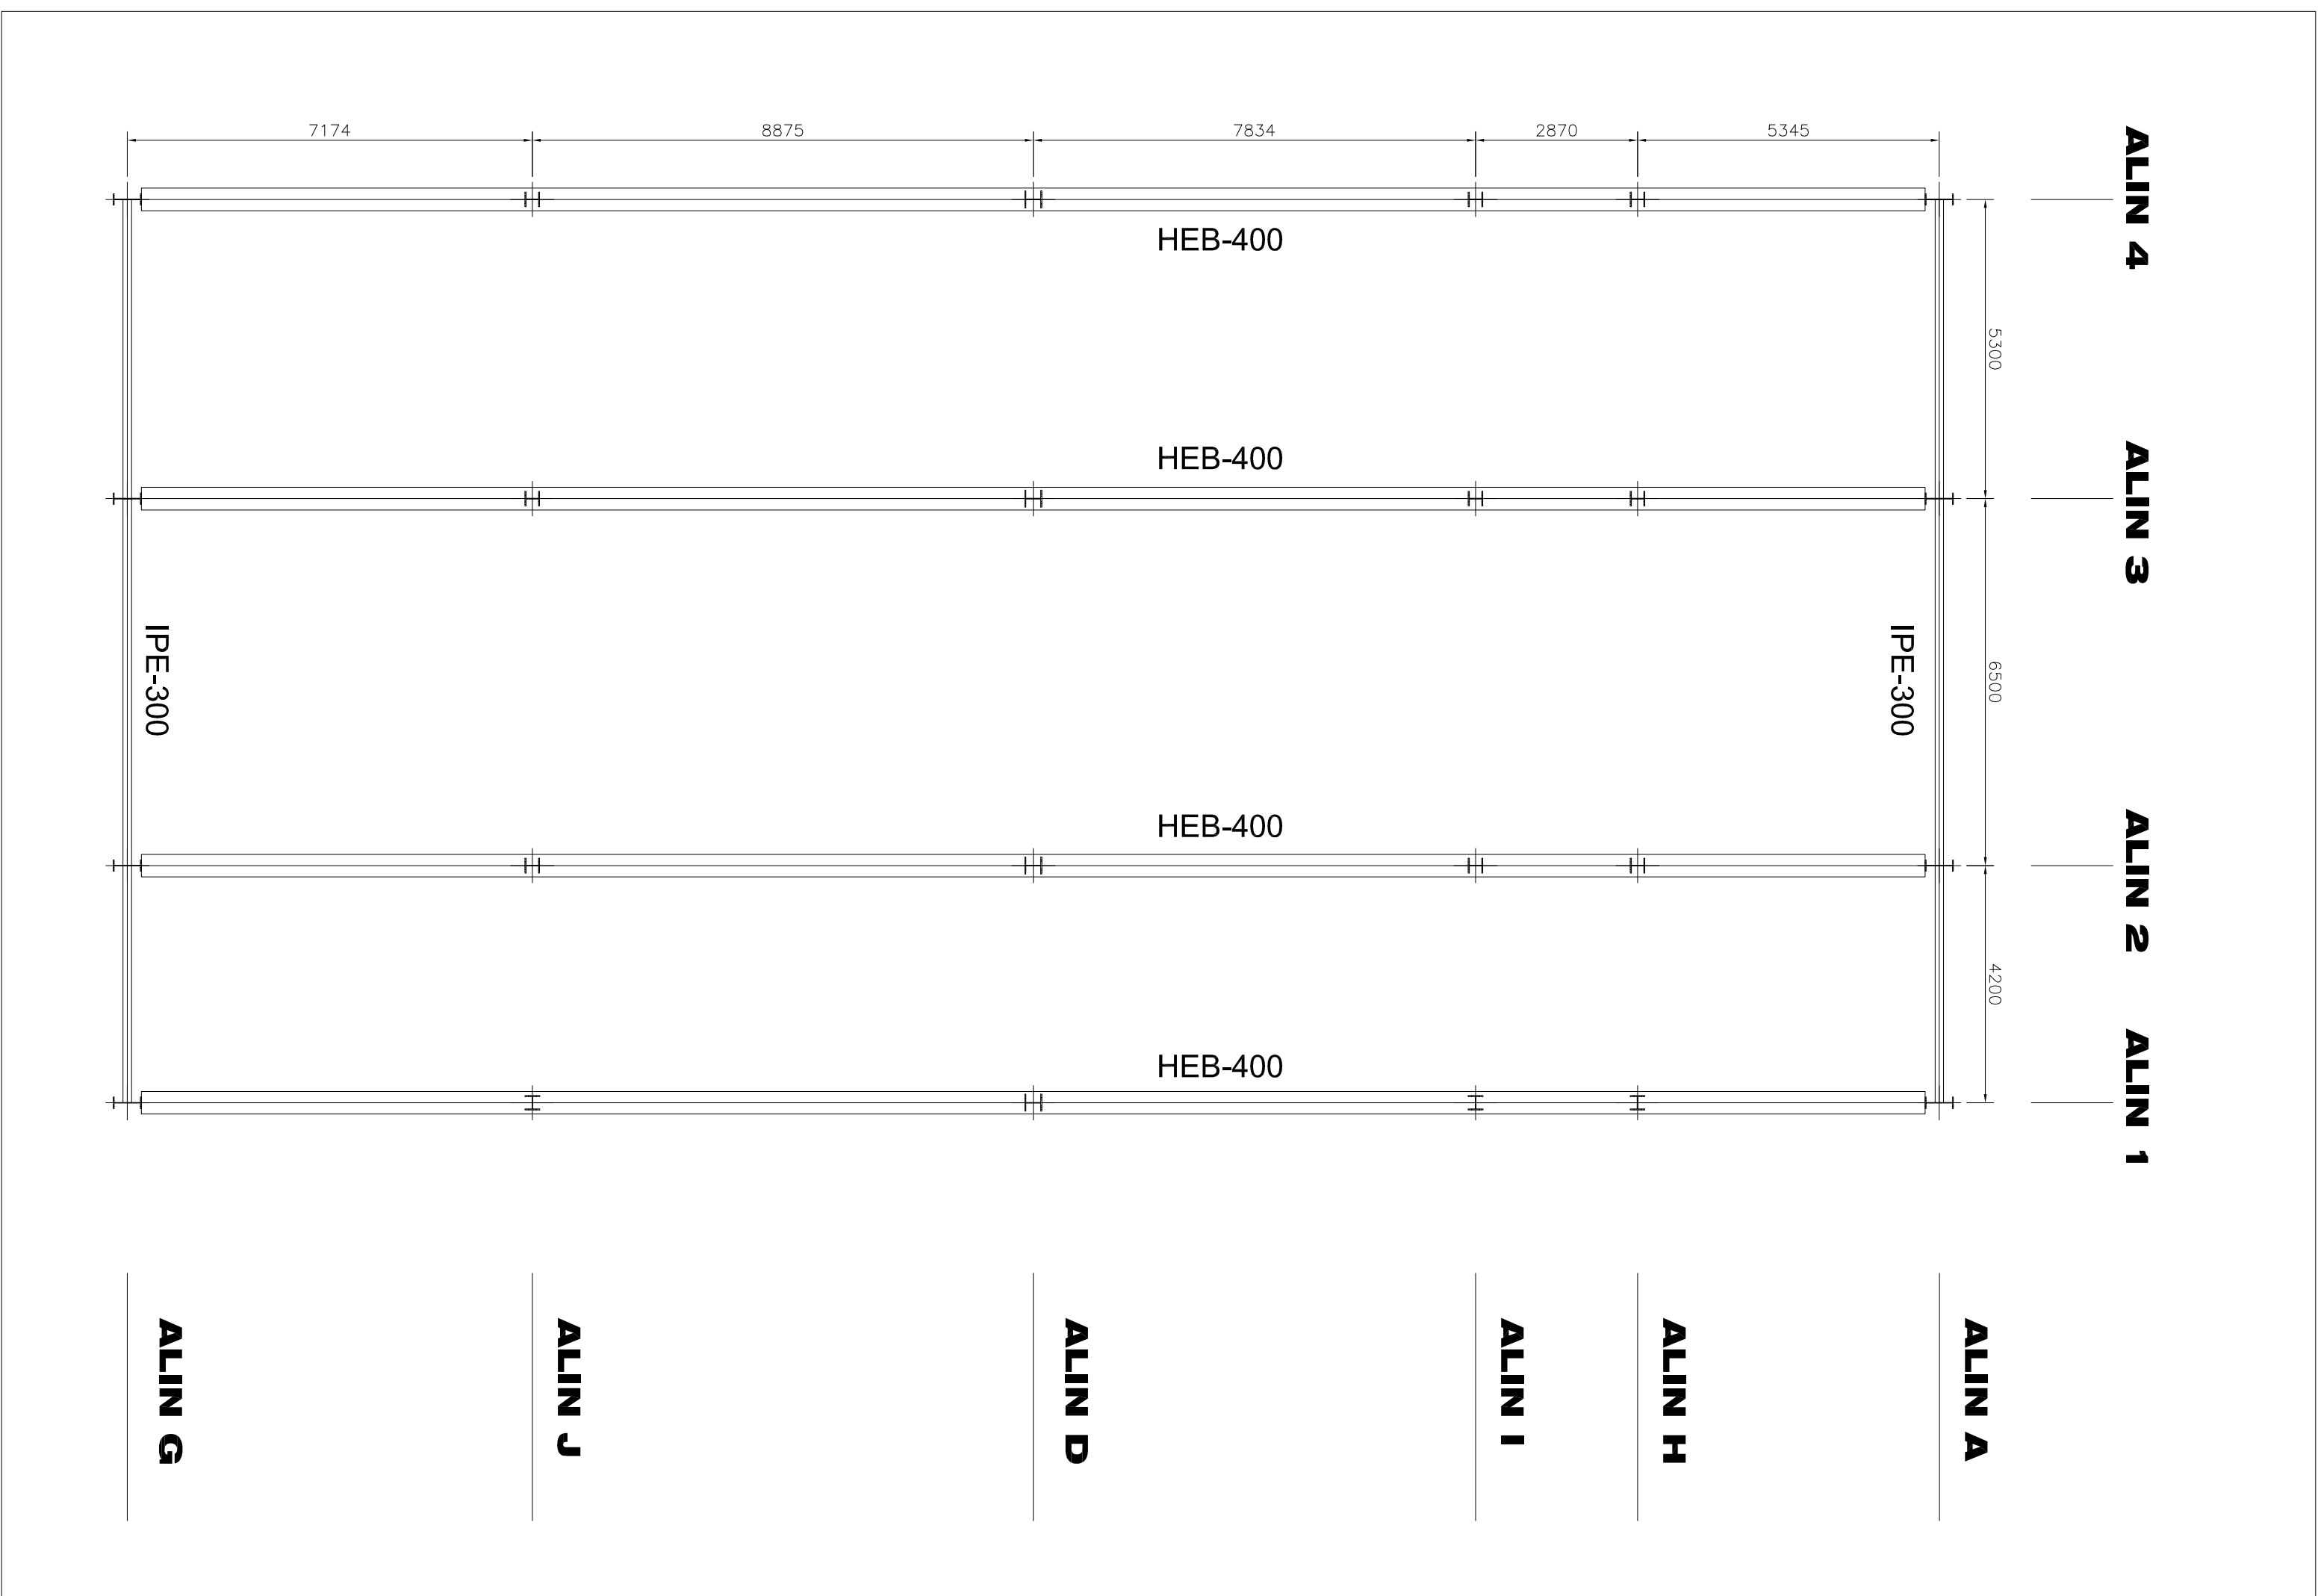 7174 8875 7834 2870 5345
ALIN 4
HEB-400
5300
HEB-400
ALIN 3
IPE-300
IPE-300
6500
HEB-400
ALIN 2
4200
HEB-400
ALIN 1
ALIN G
ALIN J
ALIN D
ALIN I
ALIN H
ALIN A